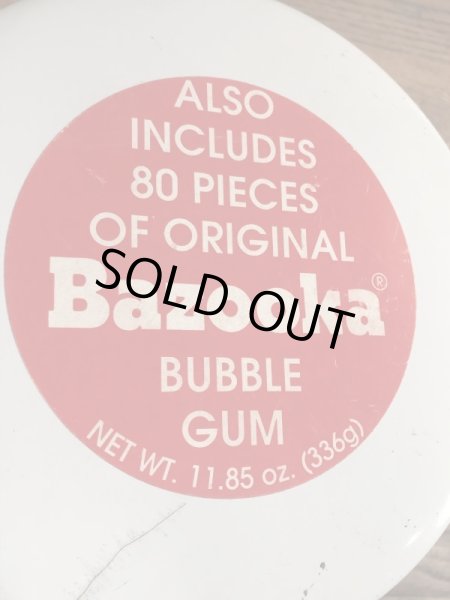 ALSO
INCLUDES
80 PIECES
OF ORIGINAL
Bazooka®
SOLD OUT
BUBBLE
GUM
NET WT. 11.85 oz. (336g)